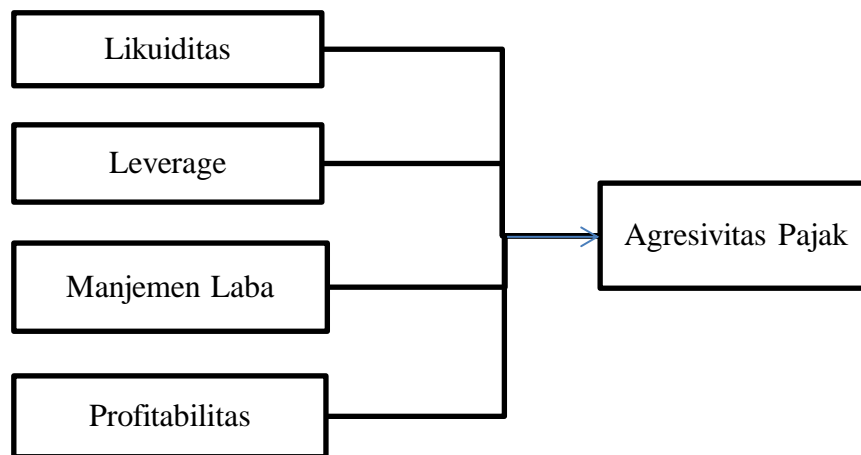 Likuiditas
Leverage
Agresivitas Pajak
Manjemen Laba
Profitabilitas